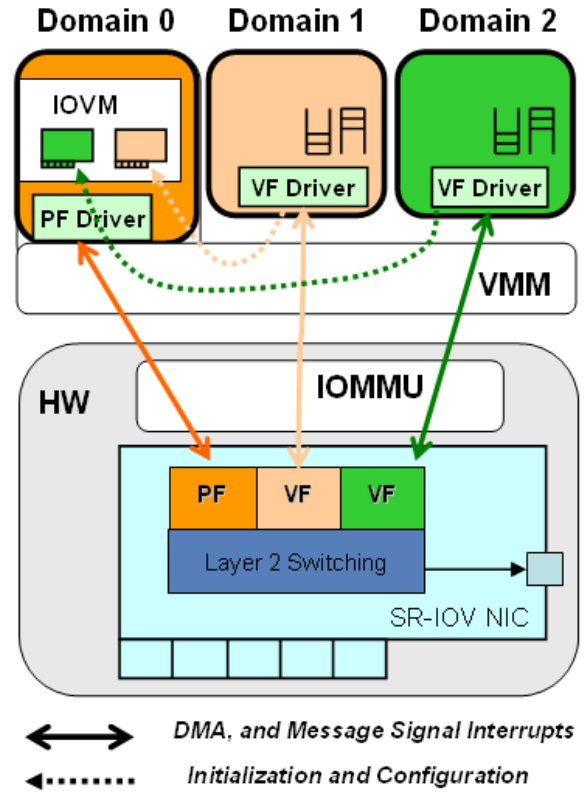 Domain 0 Domain 1 Domain 2
IOVM
PF Driver
VF Driver
VF Driver
VMM
HW
IOMMU
PF
VF
VF
Layer 2 Switching
SR-IOV NIC
DMA, and Message Signal Interrupts
Initialization and Configuration